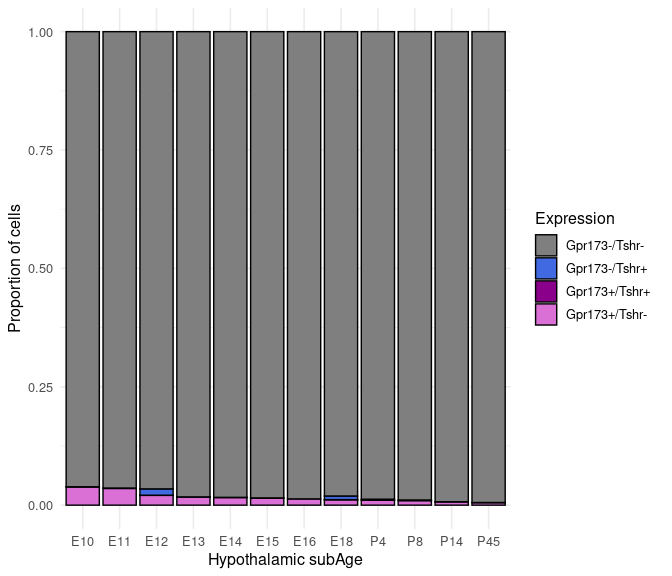 1.00
0.75
0.50
0.25
0.00
Proportion of cells
E10 E11 E12 E13 E14 E15 E16 E18 P4 P8 P14 P45
Hypothalamic subAge
Expression
Gpr173-/Tshr-
Gpr173-/Tshr+
Gpr173+/Tshr+
Gpr173+/Tshr-